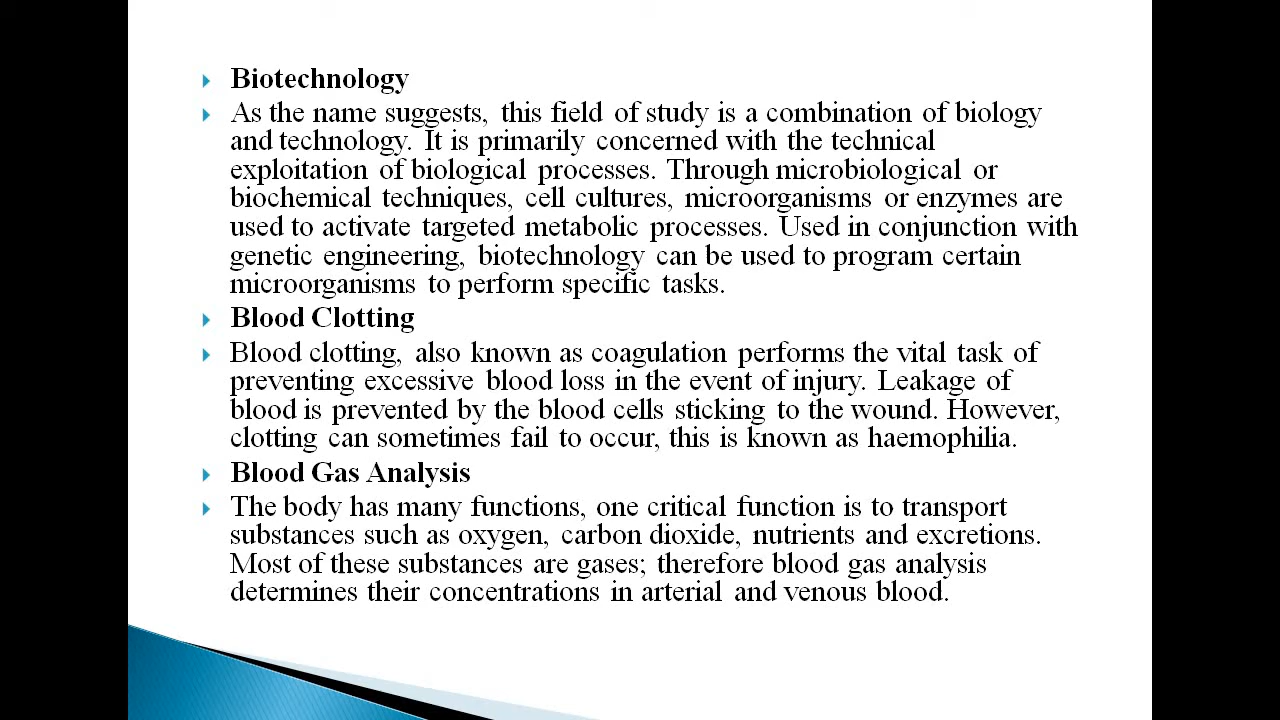 Biotechnology
As the name suggests, this field of study is a combination of biology
and technology. It is primarily concerned with the technical
exploitation of biological processes. Through microbiological or
biochemical techniques, cell cultures, microorganisms or enzymes are
used to activate targeted metabolic processes. Used in conjunction with
genetic engineering, biotechnology can be used to program certain
microorganisms to perform specific tasks.
Blood Clotting
Blood clotting, also known as coagulation performs the vital task of
preventing excessive blood loss in the event of injury. Leakage of
blood is prevented by the blood cells sticking to the wound. However,
clotting can sometimes fail to occur, this is known as haemophilia.
Blood Gas Analysis
The body has many functions, one critical function is to transport
substances such as oxygen, carbon dioxide, nutrients and excretions.
Most of these substances are gases; therefore blood gas analysis
determines their concentrations in arterial and venous blood.